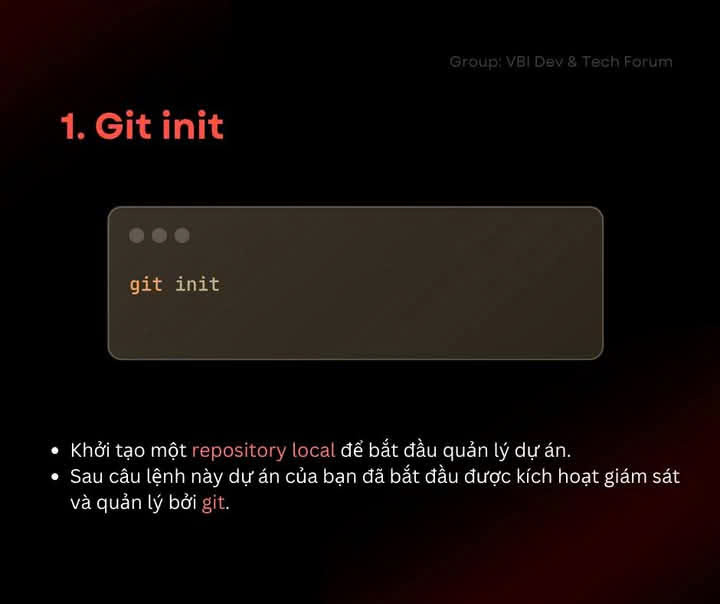 Group: VBI Dev & Tech Forum
1. Git init
git init
Khởi tạo một repository local để bắt đầu quản lý dự án.
Sau câu lệnh này dự án của bạn đã bắt đầu được kích hoạt giám sát
và quản lý bởi git.